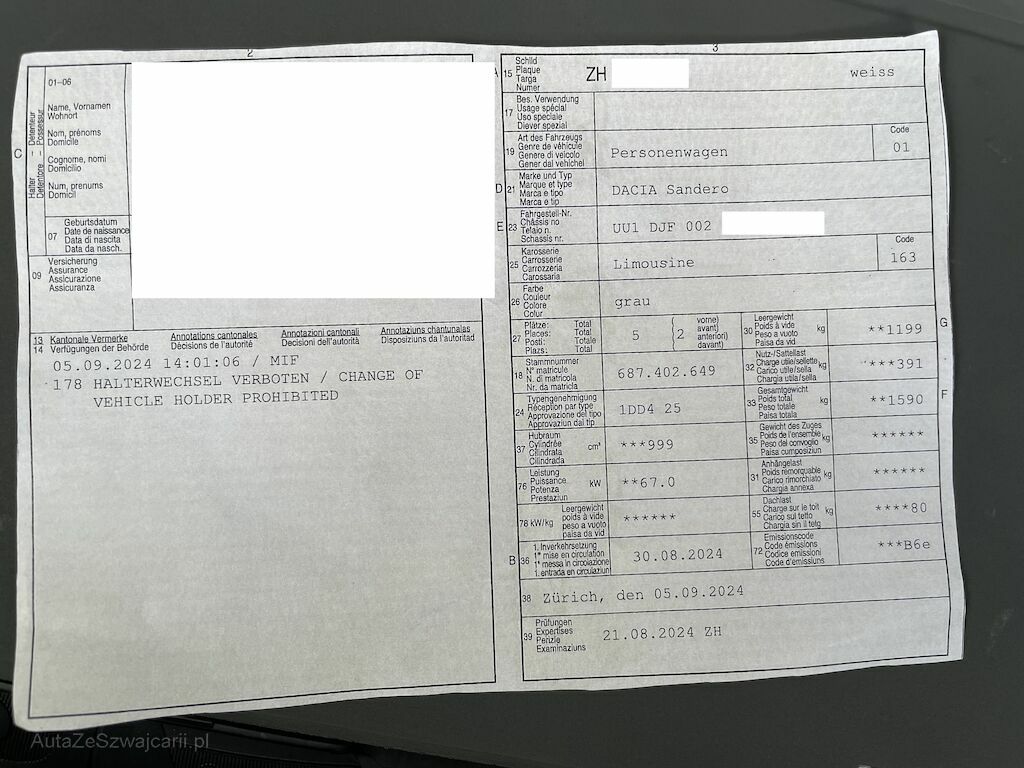 2
01–06
C
Halter
Detentore
Détenteur
Possessur
Name, Vornamen
Wohnort
Nom, prénoms
Domicile
Cognome, nomi
Domicilio
Num, prenums
Domicil
07
Geburtsdatum
Date de naissance
Data di nascita
Data da nasch.
09
Versicherung
Assurance
Assicurazione
Assicuranza
13 Kantonale Vermerke Annotations cantonales Annotazioni cantonali Annotaziuns chantunalas
14 Verfügungen der Behörde Décisions de l'autorité Decisioni dell'autorità Disposiziuns da l'autoritad
05.09.2024 14:01:06 / MIF
178 HALTERWECHSEL VERBOTEN / CHANGE OF
VEHICLE HOLDER PROHIBITED
3
A 15
Schild
Plaque
Targa
Numer
ZH weiss
17
Bes. Verwendung
Usage spécial
Uso speciale
Diever spezial
19
Art des Fahrzeugs
Genre de véhicule
Genere di veicolo
Gener dal vehichel
Personenwagen
Code
01
D 21
Marke und Typ
Marque et type
Marca e tipo
Marca e tip
DACIA Sandero
E 23
Fahrgestell-Nr.
Châssis no
Telaio n.
Schassis nr.
UU1 DJF 002
25
Karosserie
Carrosserie
Carrozzeria
Carossaria
Limousine
Code
163
26
Farbe
Couleur
Colore
Colur
grau
27
Plätze: Total
Places: Total
Posti: Totale
Plazs: Total
5 (2
vorne)
avant)
anteriori)
davant)
30
Leergewicht
Poids à vide
Peso a vuoto
Paisa da vid
kg
**1199
G
18
Stammnummer
N° matricule
N. di matricola
Nr. da matricla
687.402.649
32
Nutz-/Sattellast
Charge utile/sellette
Carico utile/sella
Chargia utila/sella
kg
***391
24
Typengenehmigung
Réception par type
Approvazione del tipo
Approvaziun dal tip
1DD4 25
33
Gesamtgewicht
Poids total
Peso totale
Paisa totala
kg
**1590
F
37
Hubraum
Cylindrée
Cilindrata
Cilindrada
cm³
***999
35
Gewicht des Zuges
Poids de l'ensemble
Peso del convoglio
Paisa cumposiziun
kg
******
76
Leistung
Puissance
Potenza
Prestaziun
kW
**67.0
31
Anhängelast
Poids remorquable
Carico rimorchiato
Chargia annexa
kg
******
78 kW/kg
Leergewicht
poids à vide
peso a vuoto
paisa da vid
******
55
Dachlast
Charge sur le toit
Carico sul tetto
Chargia sin il tetg
kg
****80
B 36
1. Inverkehrsetzung
1re mise en circulation
1a messa in circolazione
1. entrada en circulaziun
30.08.2024
72
Emissionscode
Code émissions
Codice emissioni
Code d'emissiuns
***B6e
38 Zürich, den 05.09.2024
39
Prüfungen
Expertises
Perizie
Examinaziuns
21.08.2024 ZH
AutaZeSzwajcarii.pl